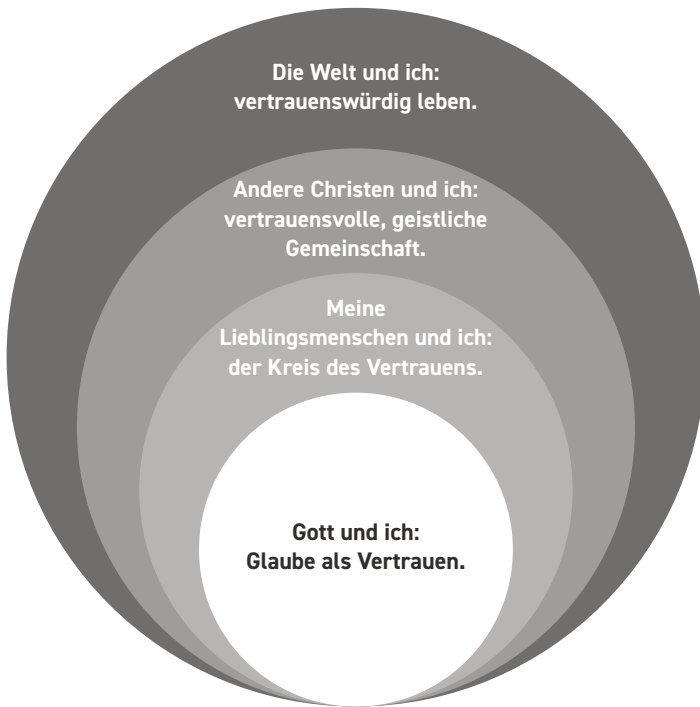 Die Welt und ich:
vertrauenswürdig leben.
Andere Christen und ich:
vertrauensvolle, geistliche
Gemeinschaft.
Meine
Lieblingsmenschen und ich:
der Kreis des Vertrauens.
Gott und ich:
Glaube als Vertrauen.